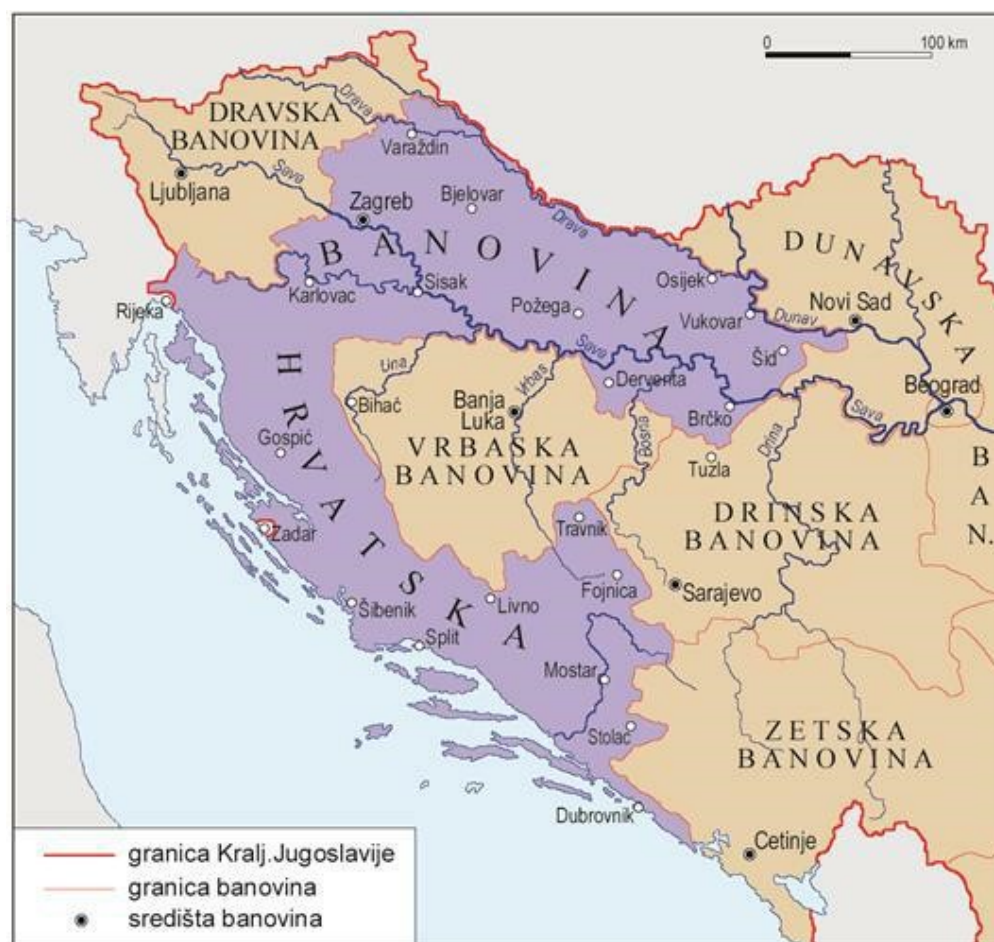 0 100 km
DRAVSKA
BANOVINA
Drava
Varaždin
Ljubljana
Sava
Zagreb
Bjelovar
Drava
BANOVINA
HRVATSKA
DUNAVSKA
Osijek
Novi Sad
Rijeka
Karlovac
Sisak
Požega
Vukovar
Dunav
Sava
Šid
Una
Vrbas
Derventa
Beograd
Bihać
Banja
Luka
Brčko
Sava
Gospić
VRBASKA
BANOVINA
Bosna
Tuzla
Drina
B
A
N.
Zadar
Travnik
DRINSKA
BANOVINA
Fojnica
Sarajevo
Šibenik
Livno
Split
Mostar
Stolac
ZETSKA
BANOVINA
Dubrovnik
Cetinje
granica Kralj.Jugoslavije
granica banovina
središta banovina